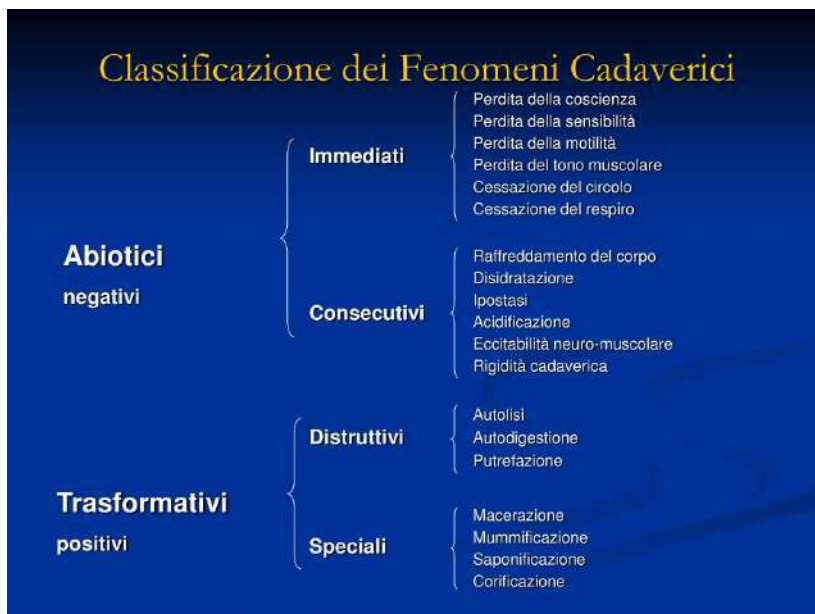 Classificazione dei Fenomeni Cadaverici
Abiotici
negativi
Immediati
Perdita della coscienza
Perdita della sensibilità
Perdita della motilità
Perdita del tono muscolare
Cessazione del circolo
Cessazione del respiro
Consecutivi
Raffreddamento del corpo
Disidratazione
Ipostasi
Acidificazione
Eccitabilità neuro-muscolare
Rigidità cadaverica
Trasformativi
positivi
Distruttivi
Autolisi
Autodigestione
Putrefazione
Speciali
Macerazione
Mummificazione
Saponificazione
Corificazione